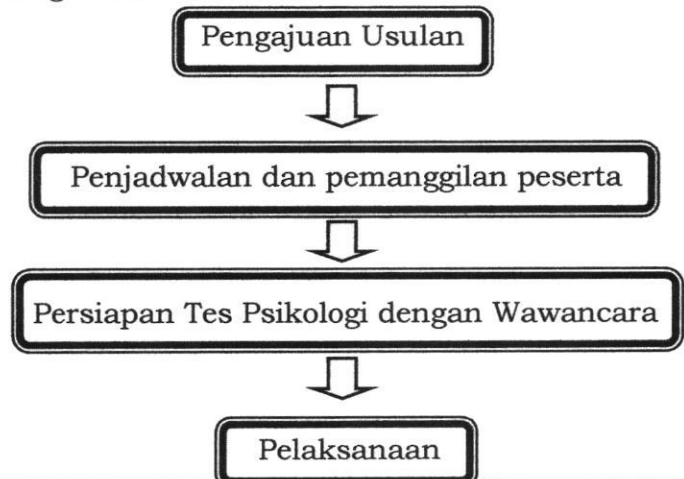 Pengajuan Usulan
Penjadwalan dan pemanggilan peserta
Persiapan Tes Psikologi dengan Wawancara
Pelaksanaan